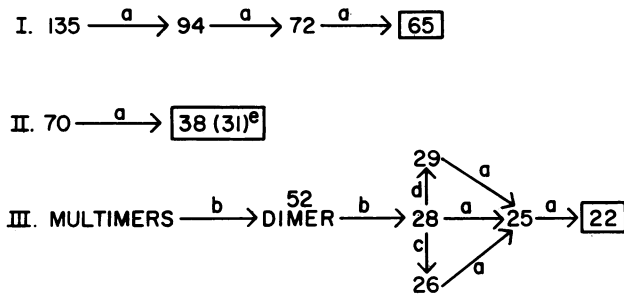 I. 135 a 94 a 72 a 65
II. 70 a 38 (31)e
29
a
52
d
III. MULTIMERS b DIMER b 28 a 25 a 22
c
a
26